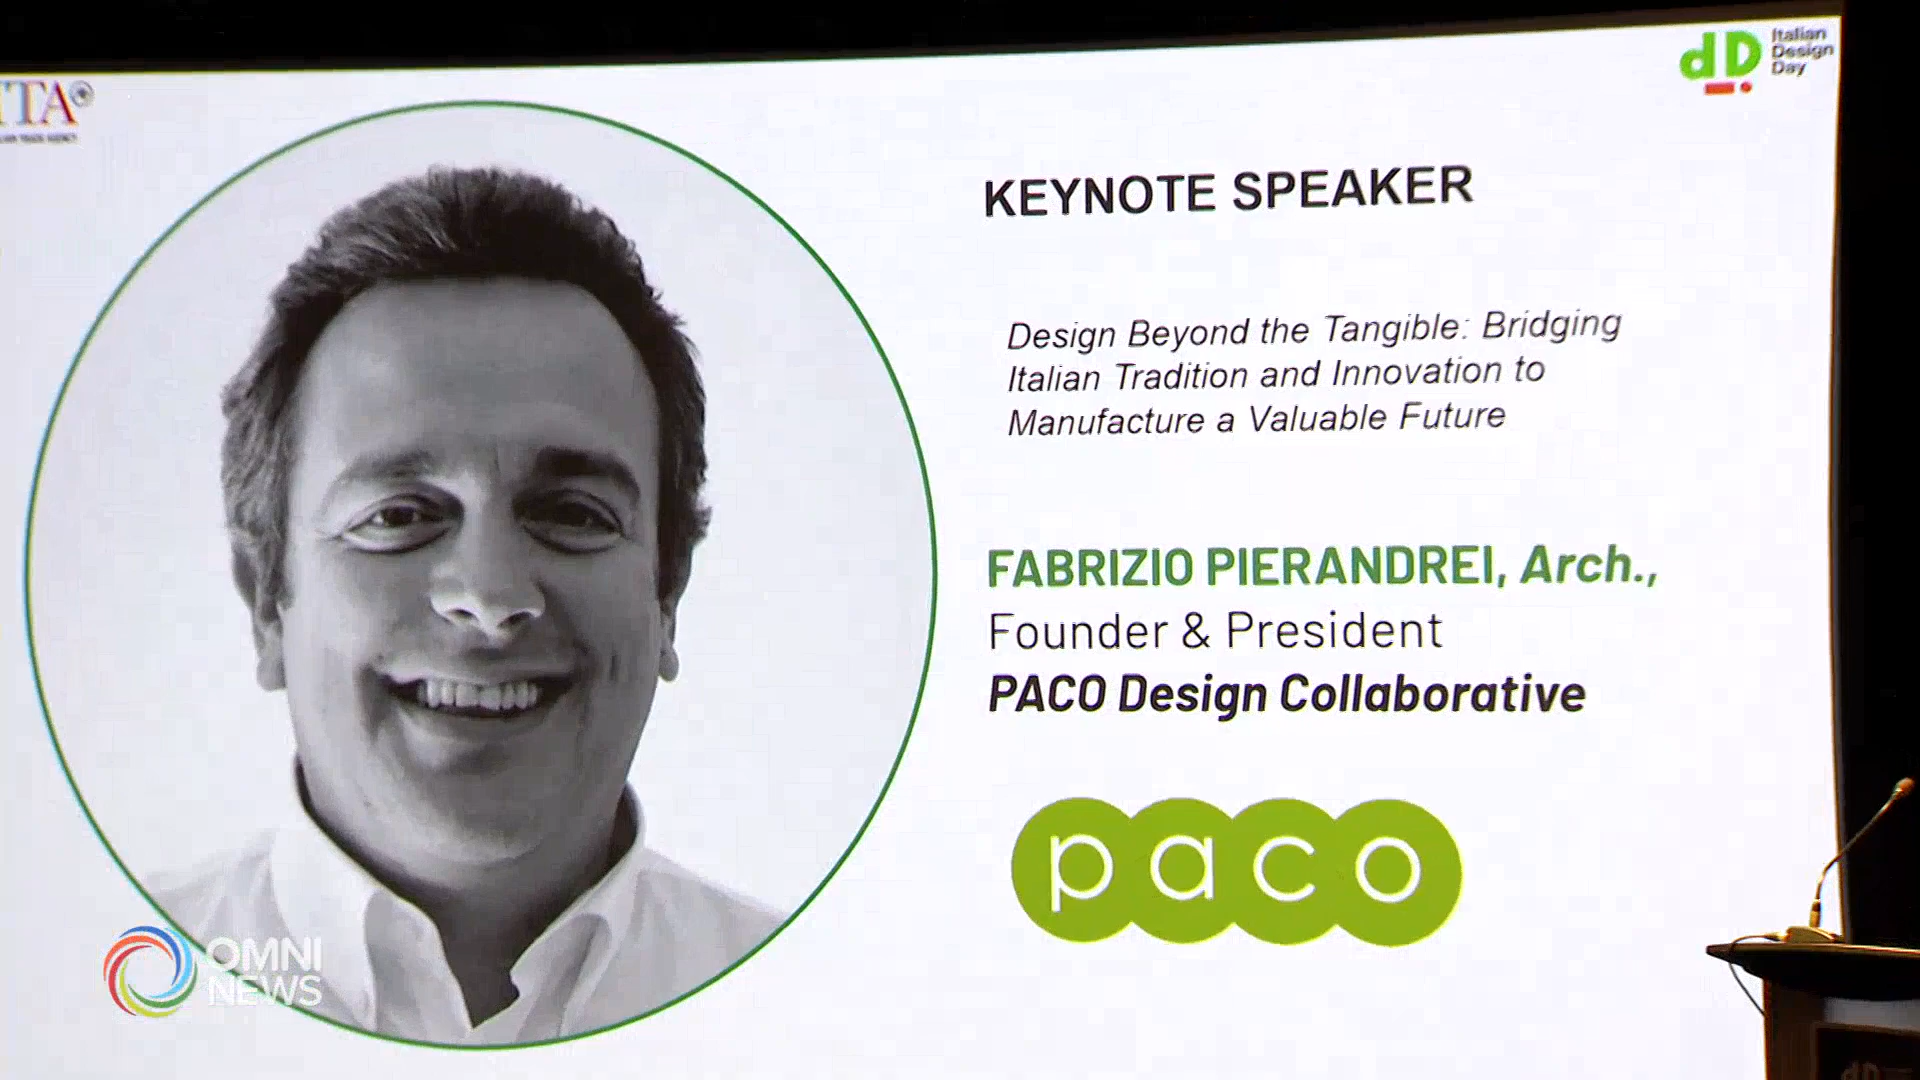 ITA
Italian
Design
Day
KEYNOTE SPEAKER
Design Beyond the Tangible: Bridging
Italian Tradition and Innovation to
Manufacture a Valuable Future
FABRIZIO PIERANDREI, Arch.,
Founder & President
PACO Design Collaborative
paco
OMNI
NEWS